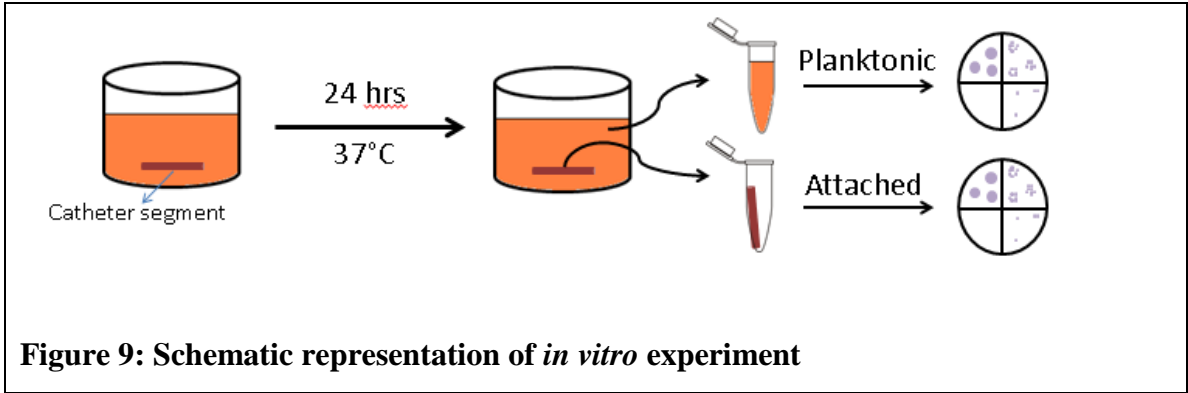 24 hrs
37°C
Catheter segment
Planktonic
Attached
Figure 9: Schematic representation of in vitro experiment